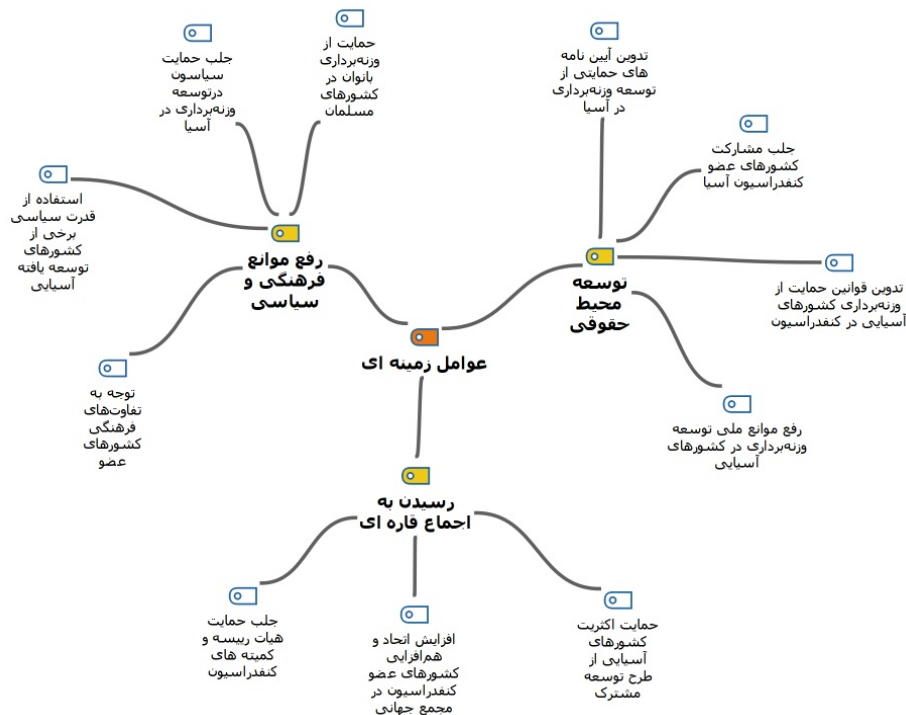 حمایت از
وزنه‌برداری
بانوان در
کشورهای
مسلمان
جلب حمایت
سیاسون
درتوسعه
وزنه‌برداری در
آسیا
استفاده از
قدرت سیاسی
برخی از
کشورهای
توسعه یافته
آسیایی
رفع موانع
فرهنگی و
سیاسی
توجه به
تفاوت‌های
فرهنگی
کشورهای
عضو
تدوین آیین نامه
های حمایتی از
توسعه وزنه‌برداری
در آسیا
جلب مشارکت
کشورهای عضو
کنفدراسیون آسیا
توسعه
محیط
حقوقی
تدوین قوانین حمایت از
وزنه‌برداری کشورهای
آسیایی در کنفدراسیون
رفع موانع ملی توسعه
وزنه‌برداری در کشورهای
آسیایی
عوامل زمینه ای
رسیدن به
اجماع قاره ای
حمایت اکثریت
کشورهای
آسیایی از
طرح توسعه
مشترک
افزایش اتحاد و
هم‌افزایی
کشورهای عضو
کنفدراسیون در
مجمع جهانی
جلب حمایت
هیات رییسه و
کمیته های
کنفدراسیون